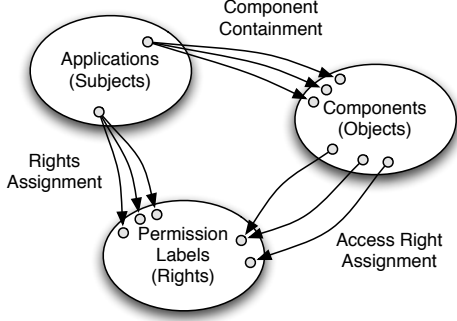 Component
Containment
Applications
(Subjects)
Components
(Objects)
Rights
Assignment
Permission
Labels
(Rights)
Access Right
Assignment